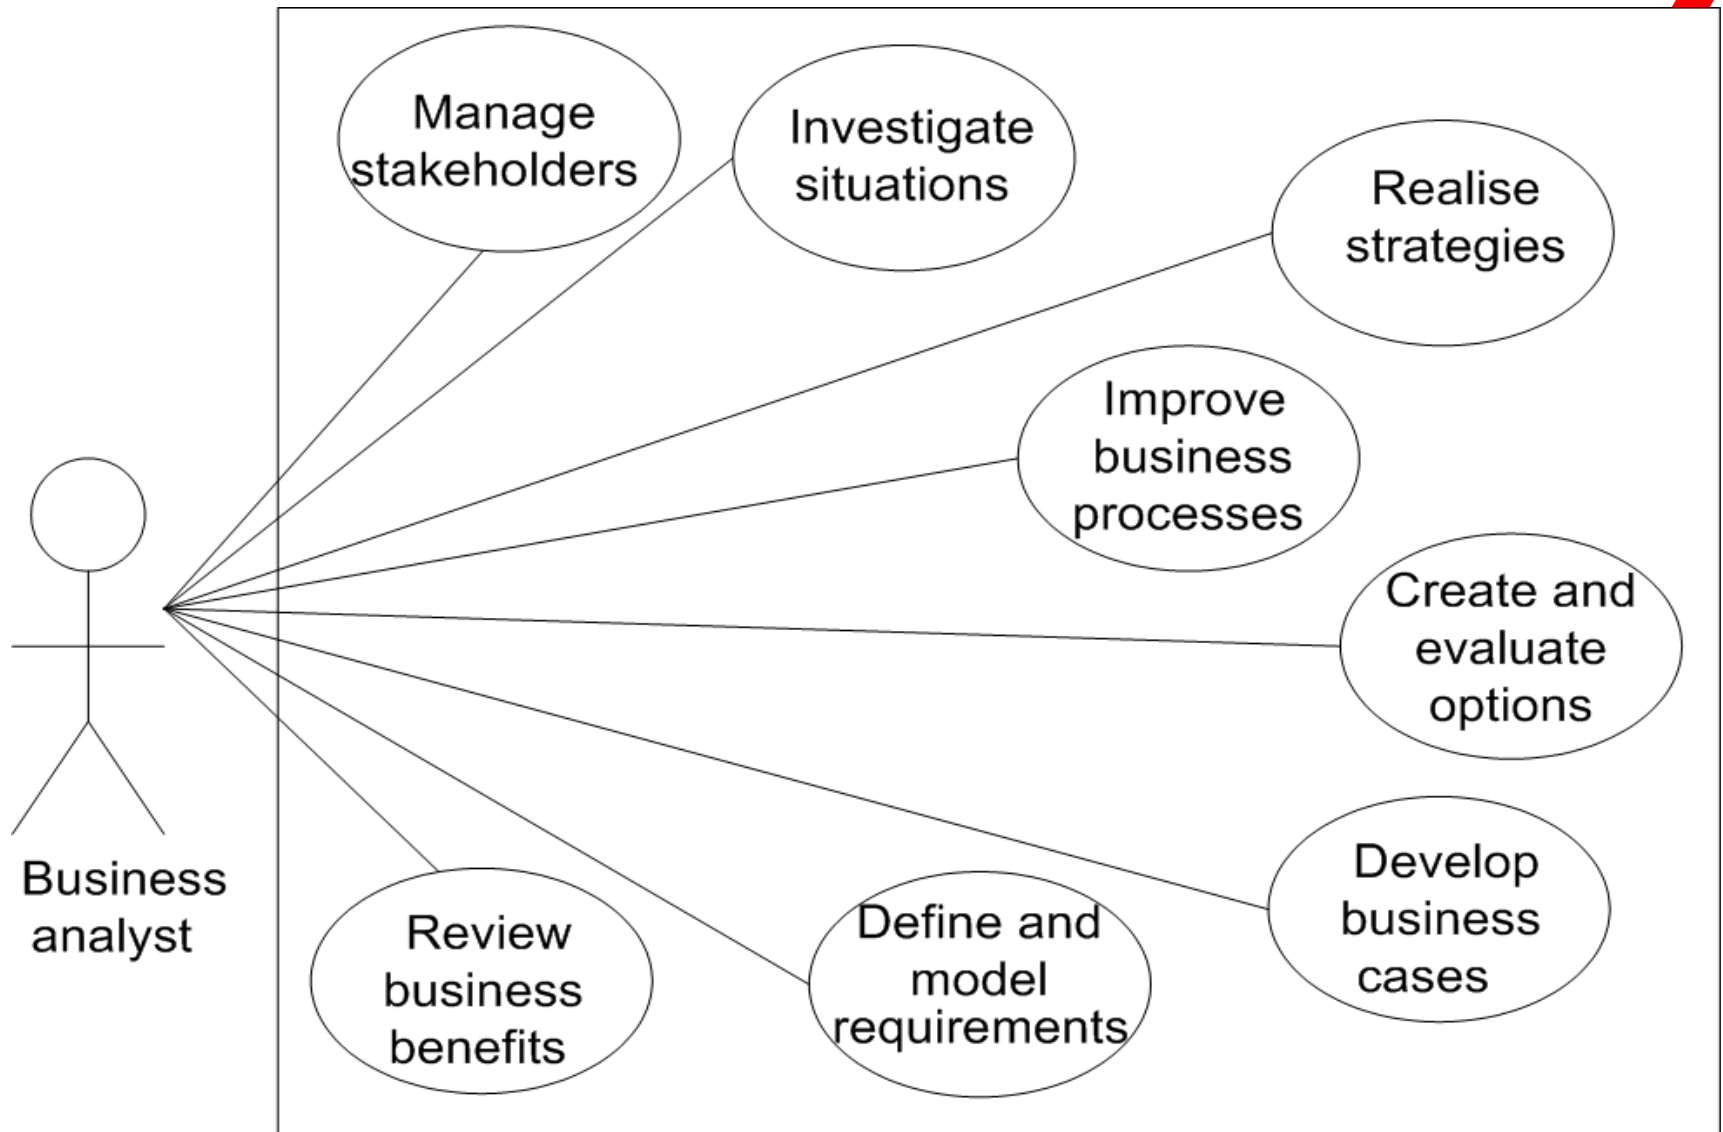 Manage
stakeholders
Investigate
situations
Realise
strategies
Improve
business
processes
Create and
evaluate
options
Business
analyst
Review
business
benefits
Define and
model
requirements
Develop
business
cases